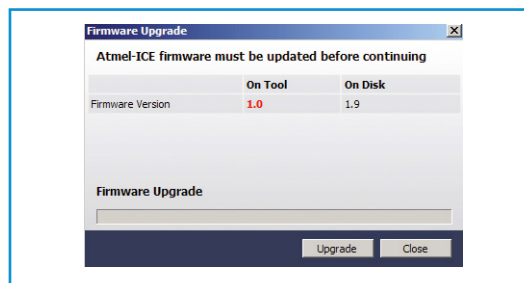 Firmware Upgrade
Atmel-ICE firmware must be updated before continuing
On Tool On Disk
Firmware Version 1.0 1.9
Firmware Upgrade
Upgrade Close